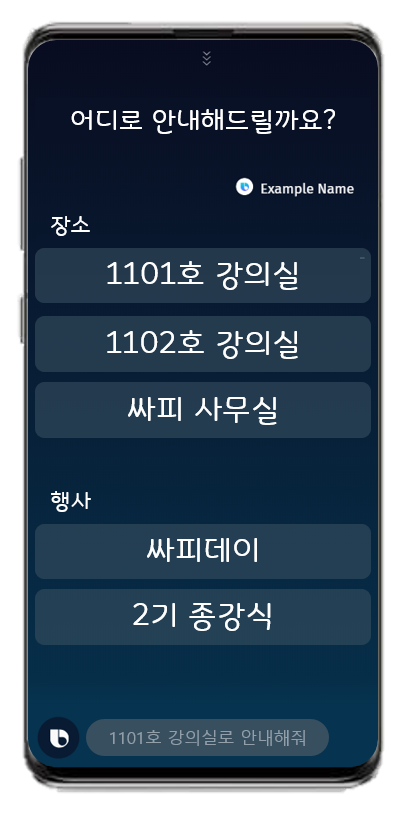 어디로 안내해드릴까요?
Example Name
장소
1101호 강의실
1102호 강의실
싸피 사무실
행사
싸피데이
2기 종강식
1101호 강의실로 안내해줘